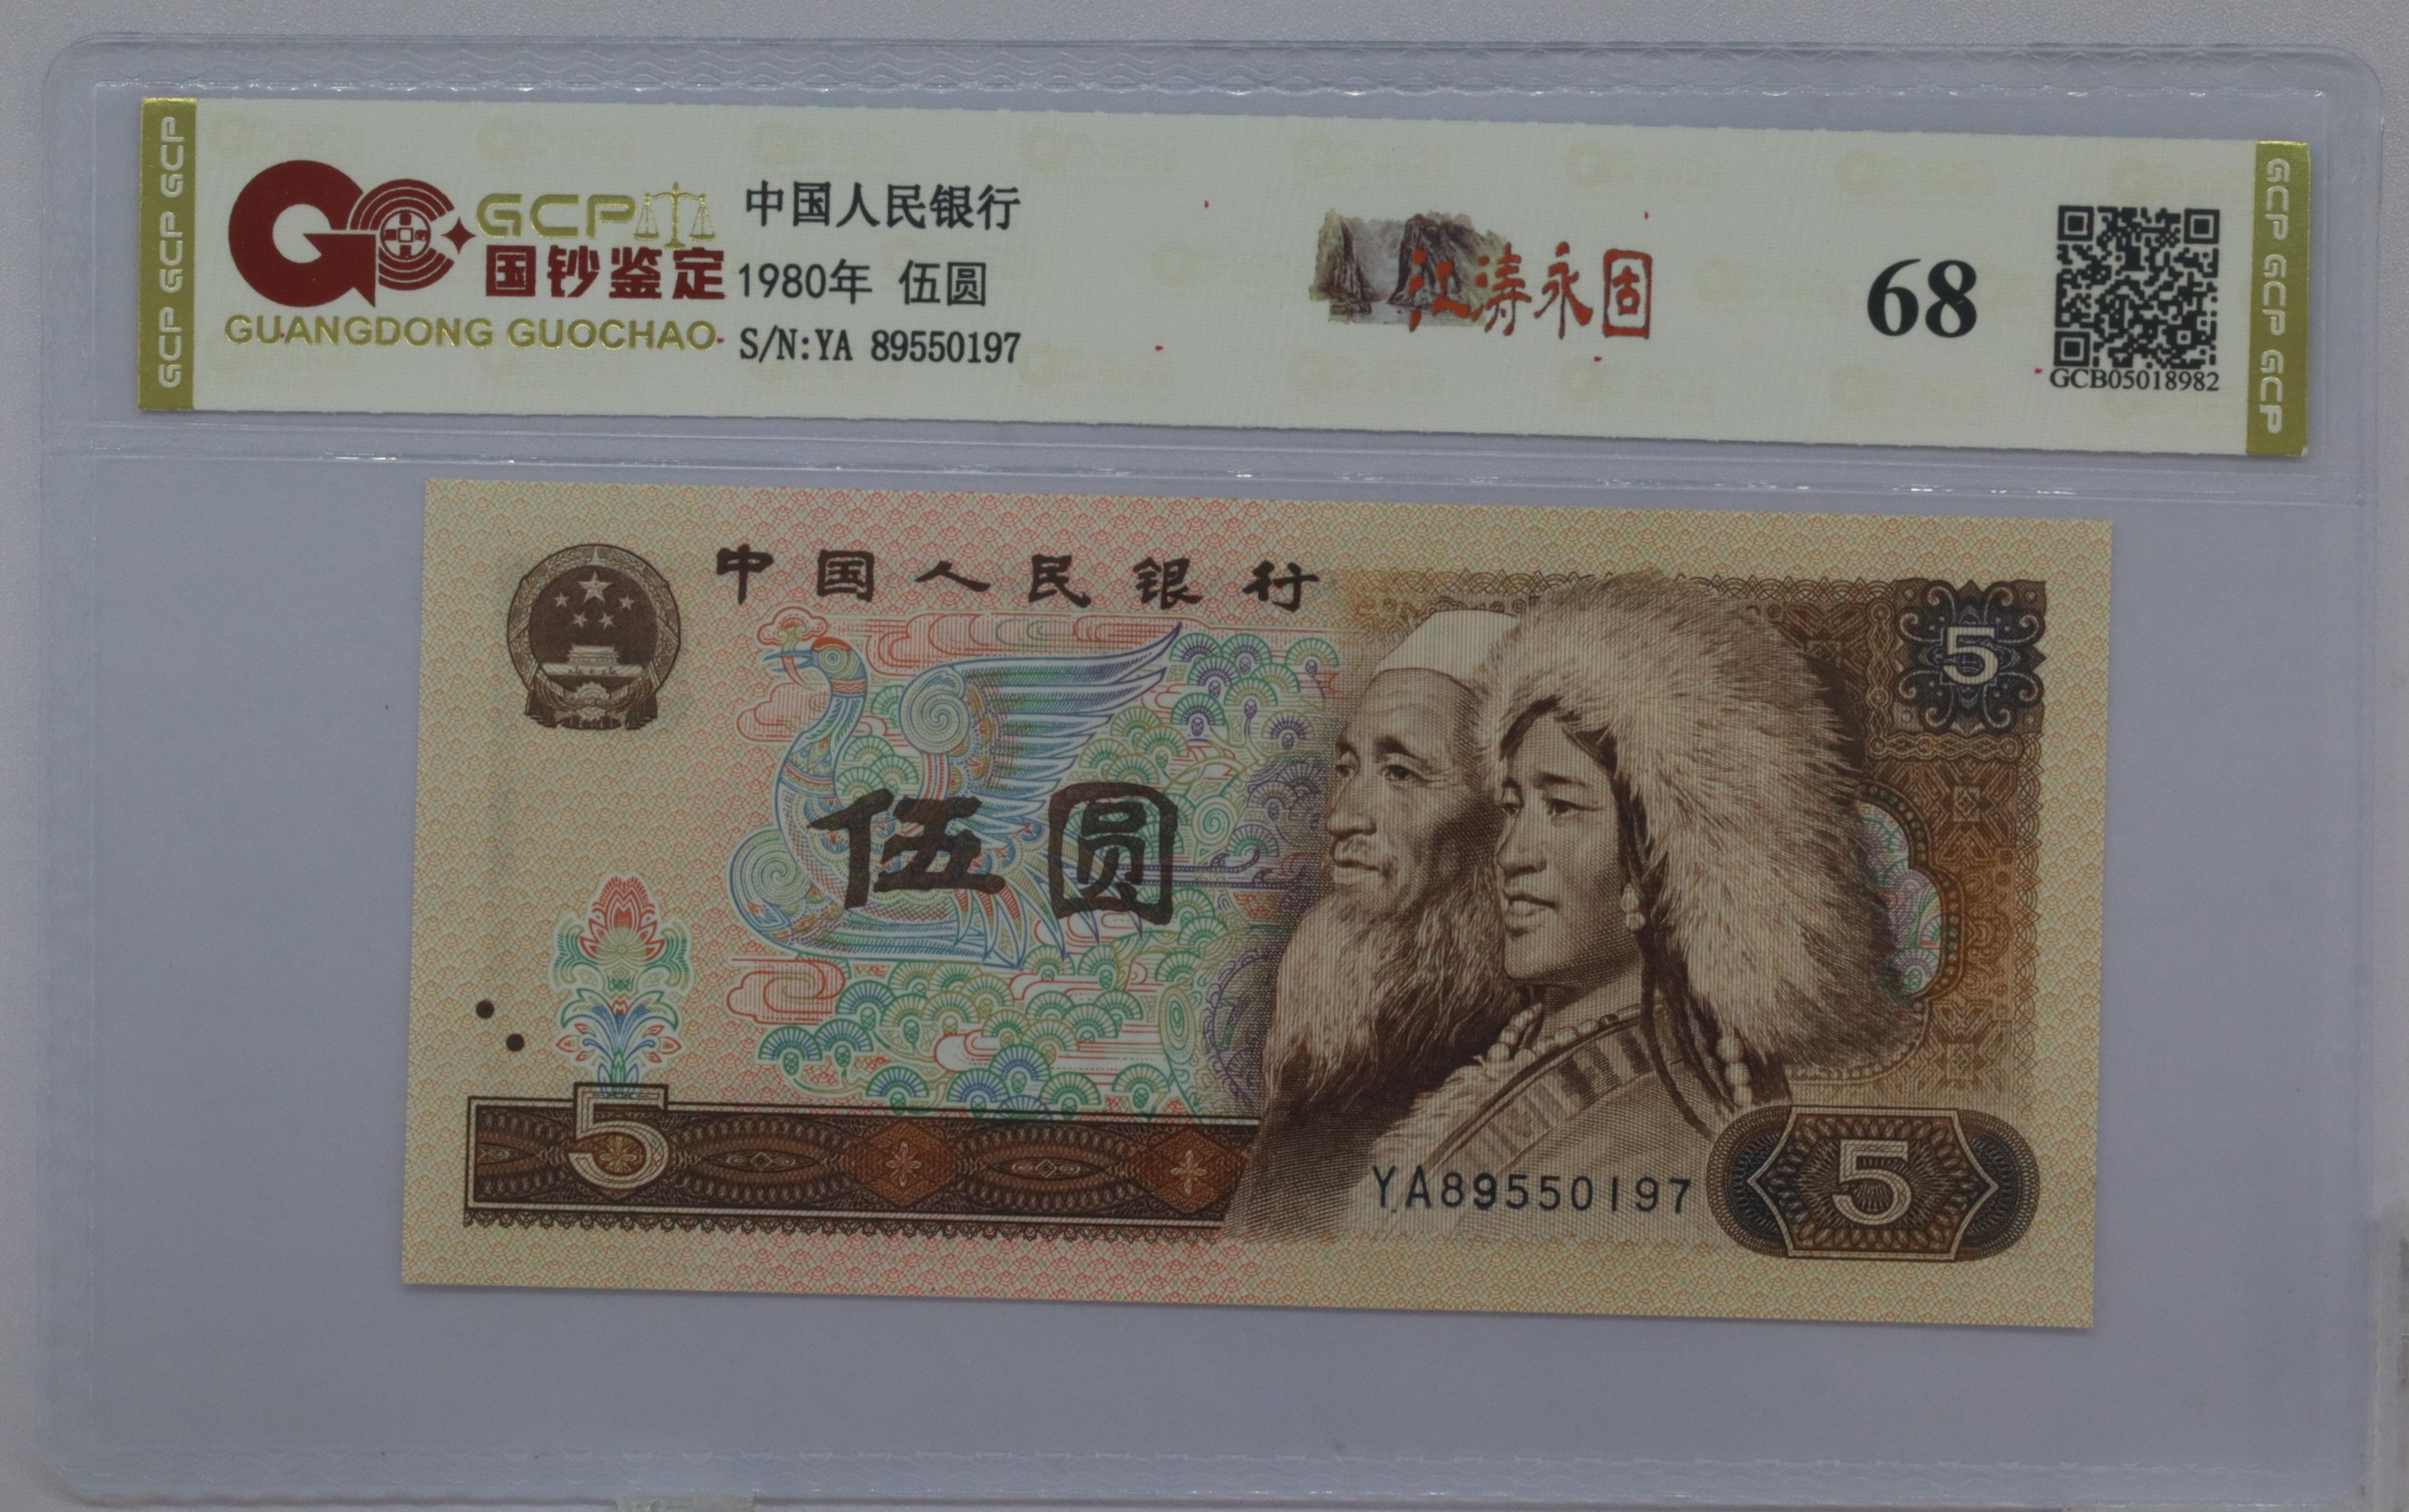 GCP GCP GCP
GCP
国钞鉴定
GUANGDONG GUOCHAO
中国人民银行
1980年 伍圆
S/N:YA 89550197
江涛永固
68
GCB05018982
GCP GCP GCP
中国人民银行
5
伍圆
5
YA89550197
5